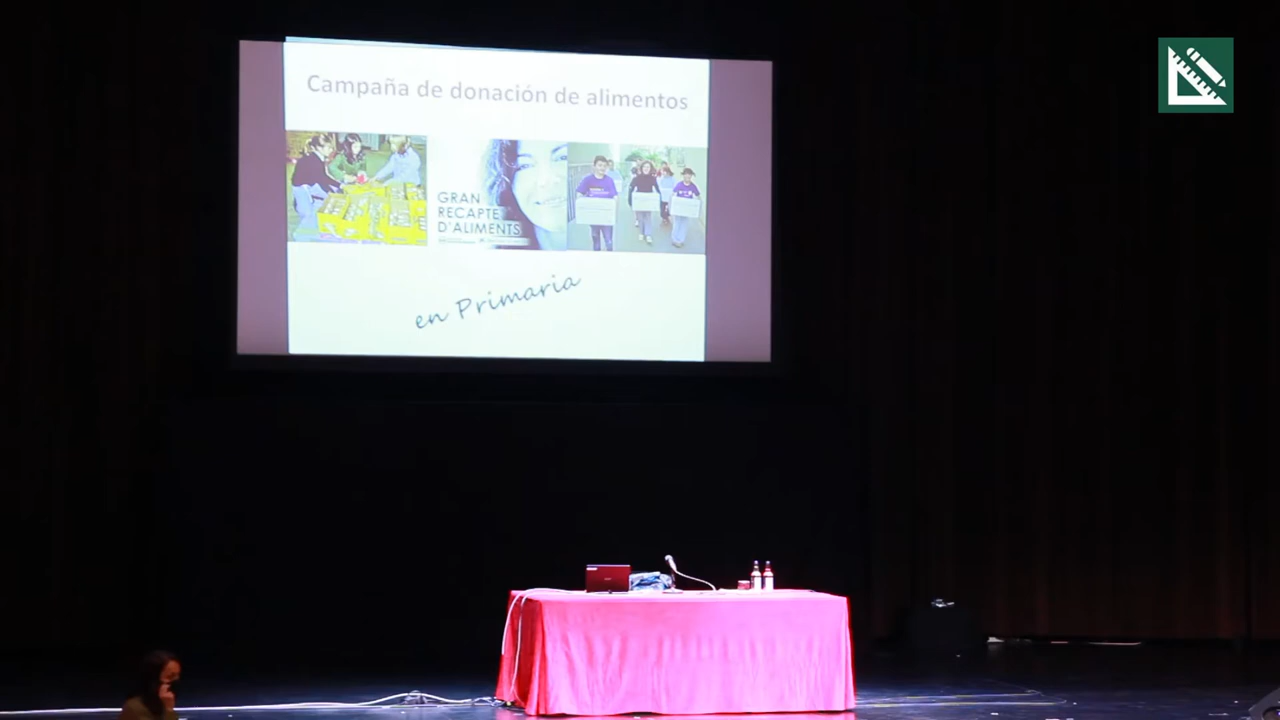 Campaña de donación de alimentos
GRAN
RECAPTE
D'ALIMENTS
en Primaria